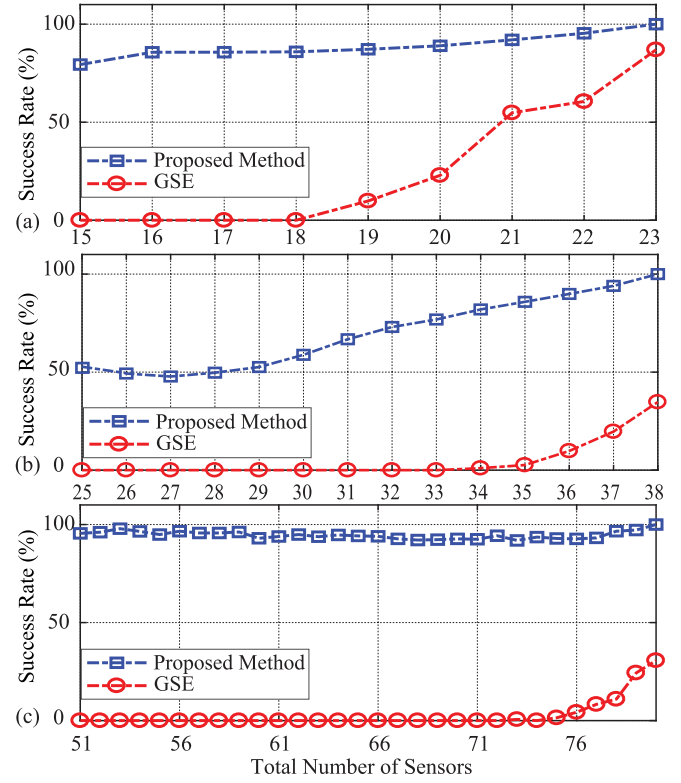 100
50
0
Success Rate (%)
Proposed Method
GSE
(a)
15 16 17 18 19 20 21 22 23
100
50
0
Success Rate (%)
Proposed Method
GSE
(b)
25 26 27 28 29 30 31 32 33 34 35 36 37 38
100
50
0
Success Rate (%)
Proposed Method
GSE
(c)
51 56 61 66 71 76
Total Number of Sensors